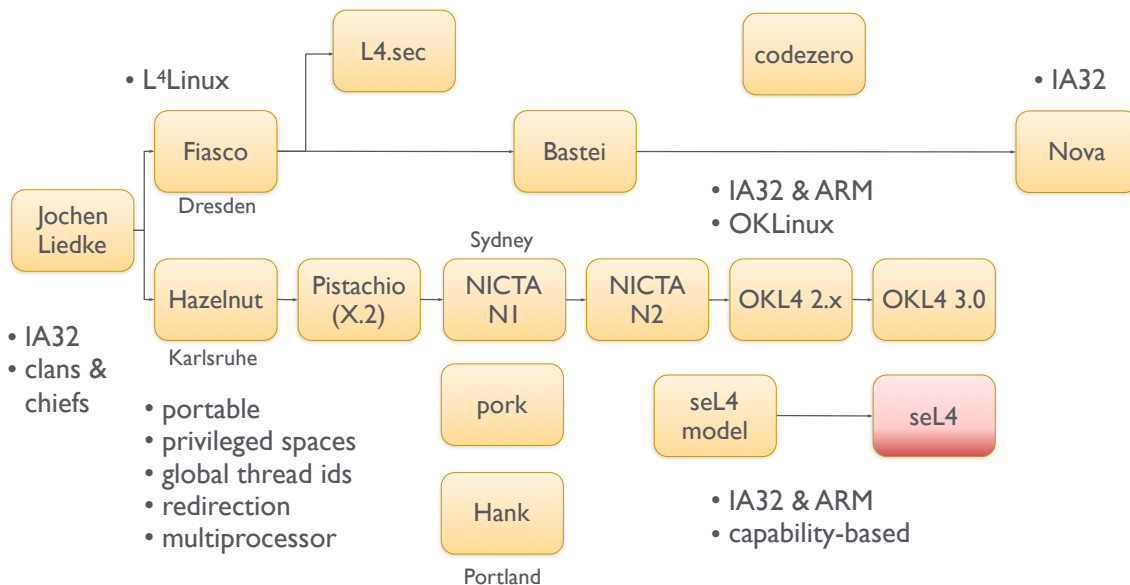 L4.sec
codezero
• L⁴Linux
• IA32
Fiasco
Bastei
Nova
Dresden
• IA32 & ARM
• OKLinux
Jochen
Liedke
Sydney
Hazelnut
Pistachio
(X.2)
NICTA
N1
NICTA
N2
OKL4 2.x
OKL4 3.0
Karlsruhe
• IA32
• clans &
chiefs
• portable
• privileged spaces
• global thread ids
• redirection
• multiprocessor
pork
seL4
model
seL4
Hank
Portland
• IA32 & ARM
• capability-based